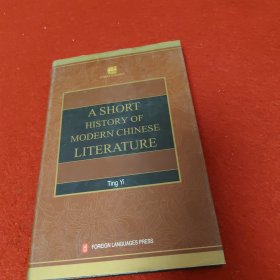 A SHORT
HISTORY OF
MODERN CHINESE
LITERATURE
Ting Yi
FOREIGN LANGUAGES PRESS